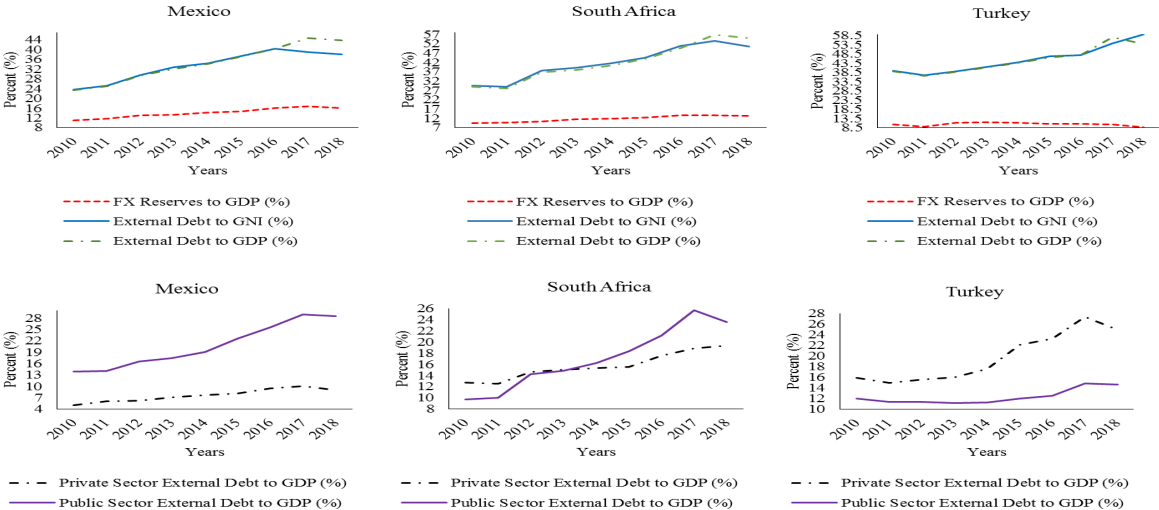 Mexico
Percent (%)
44
40
36
32
28
24
20
16
12
8
2010 2011 2012 2013 2014 2015 2016 2017 2018
Years
FX Reserves to GDP (%)
External Debt to GNI (%)
External Debt to GDP (%)
South Africa
Percent (%)
57
52
47
42
37
32
27
22
17
12
7
2010 2011 2012 2013 2014 2015 2016 2017 2018
Years
FX Reserves to GDP (%)
External Debt to GNI (%)
External Debt to GDP (%)
Turkey
Percent (%)
58.5
53.5
48.5
43.5
38.5
33.5
28.5
23.5
18.5
13.5
8.5
2010 2011 2012 2013 2014 2015 2016 2017 2018
Years
FX Reserves to GDP (%)
External Debt to GNI (%)
External Debt to GDP (%)
Mexico
Percent (%)
28
25
22
19
16
13
10
7
4
2010 2011 2012 2013 2014 2015 2016 2017 2018
Years
Private Sector External Debt to GDP (%)
Public Sector External Debt to GDP (%)
South Africa
Percent (%)
26
24
22
20
18
16
14
12
10
8
2010 2011 2012 2013 2014 2015 2016 2017 2018
Years
Private Sector External Debt to GDP (%)
Public Sector External Debt to GDP (%)
Turkey
Percent (%)
28
26
24
22
20
18
16
14
12
10
2010 2011 2012 2013 2014 2015 2016 2017 2018
Years
Private Sector External Debt to GDP (%)
Public Sector External Debt to GDP (%)